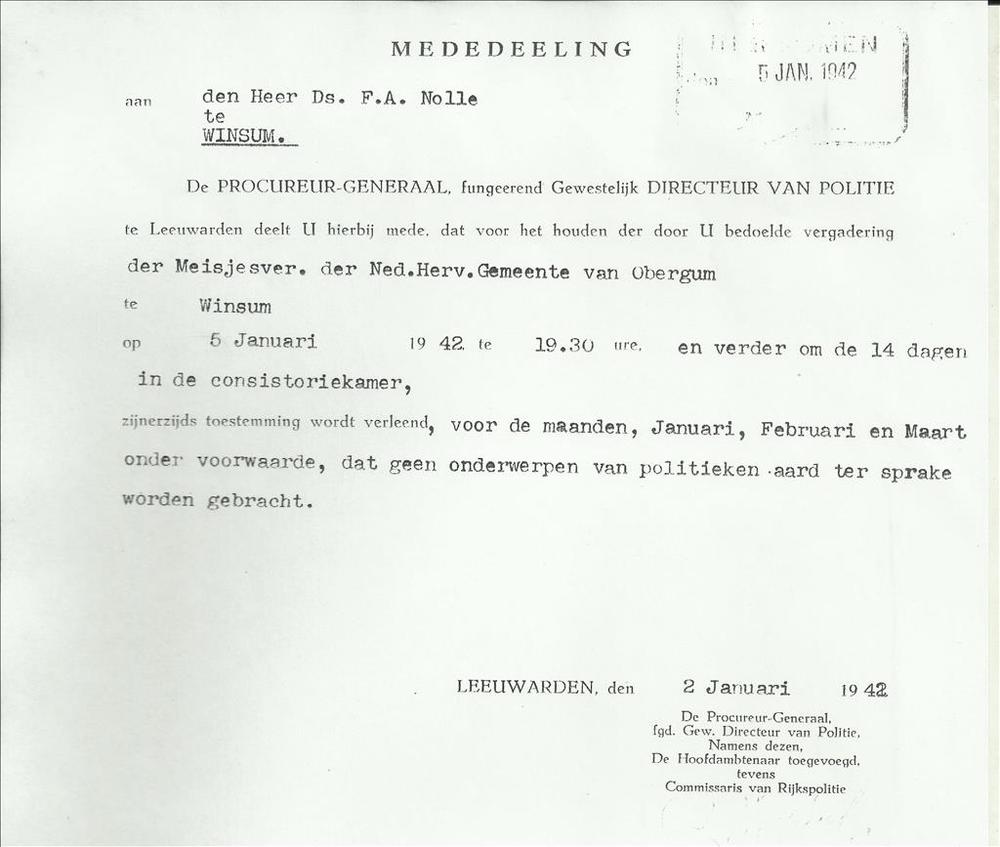 MEDEDEELING
5 JAN. 1942
aan den Heer Ds. F.A. Nolle
te
WINSUM.
De PROCUREUR-GENERAAL, fungeerend Gewestelijk DIRECTEUR VAN POLITIE
te Leeuwarden deelt U hierbij mede, dat voor het houden der door U bedoelde vergadering
der Meisjesver. der Ned.Herv.Gemeente van Obergum
te Winsum
op 5 Januari 19 42 te 19.30 ure, en verder om de 14 dagen
in de consistoriekamer,
zijnerzijds toestemming wordt verleend, voor de maanden, Januari, Februari en Maart
onder voorwaarde, dat geen onderwerpen van politieken aard ter sprake
worden gebracht.
LEEUWARDEN, den 2 Januari 19 42
De Procureur-Generaal,
fgd. Gew. Directeur van Politie,
Namens dezen,
De Hoofdambtenaar toegevoegd,
tevens
Commissaris van Rijkspolitie